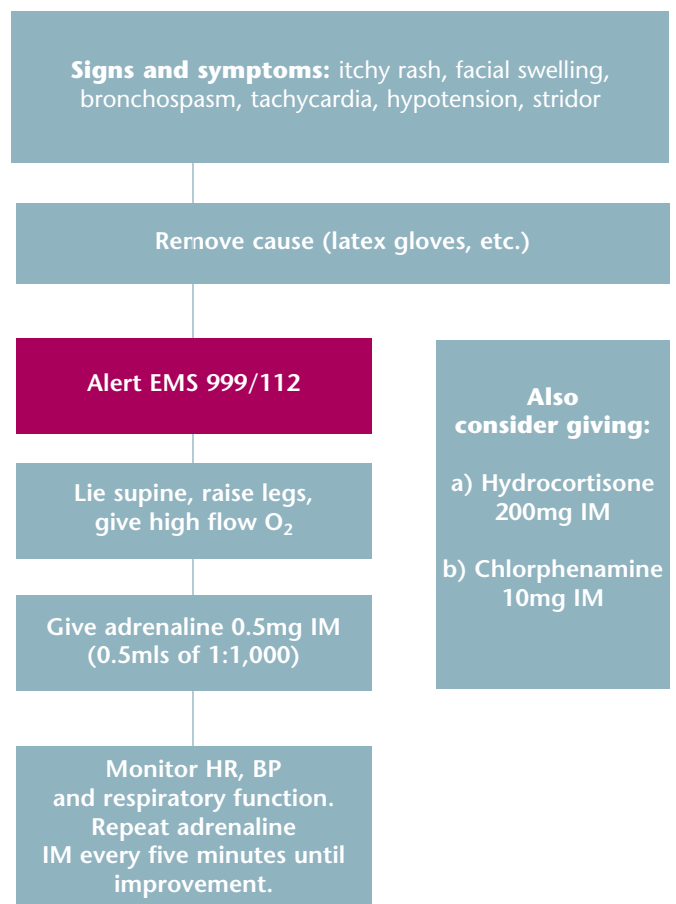 Signs and symptoms: itchy rash, facial swelling,
bronchospasm, tachycardia, hypotension, stridor
Remove cause (latex gloves, etc.)
Alert EMS 999/112
Lie supine, raise legs,
give high flow O₂
Give adrenaline 0.5mg IM
(0.5mls of 1:1,000)
Monitor HR, BP
and respiratory function.
Repeat adrenaline
IM every five minutes until
improvement.
Also
consider giving:
a) Hydrocortisone
200mg IM
b) Chlorphenamine
10mg IM